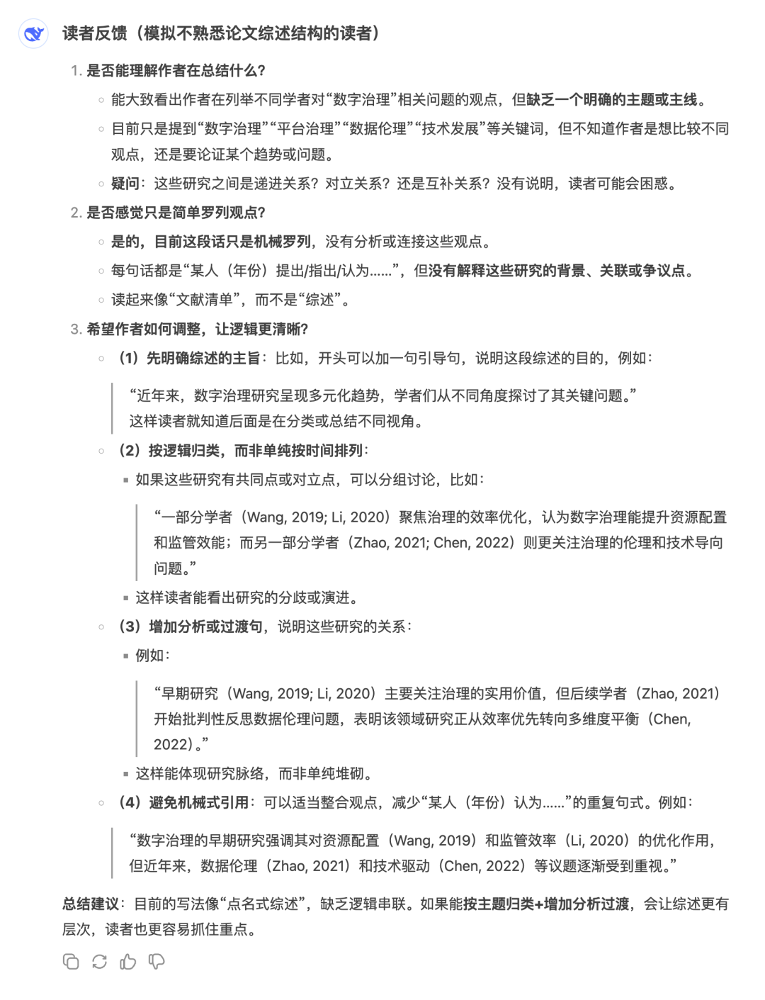 读者反馈（模拟不熟悉论文综述结构的读者）
1. 是否能理解作者在总结什么？
能大致看出作者在列举不同学者对“数字治理”相关问题的观点，但缺乏一个明确的主题或主线。
目前只是提到“数字治理”“平台治理”“数据伦理”“技术发展”等关键词，但不知道作者是想比较不同
观点，还是要论证某个趋势或问题。
疑问：这些研究之间是递进关系？对立关系？还是互补关系？没有说明，读者可能会困惑。
2. 是否感觉只是简单罗列观点？
是的，目前这段话只是机械罗列，没有分析或连接这些观点。
每句话都是“某人（年份）提出/指出/认为……”，但没有解释这些研究的背景、关联或争议点。
读起来像“文献清单”，而不是“综述”。
3. 希望作者如何调整，让逻辑更清晰？
（1）先明确综述的主旨：比如，开头可以加一句引导句，说明这段综述的目的，例如：
“近年来，数字治理研究呈现多元化趋势，学者们从不同角度探讨了其关键问题。”
这样读者就知道后面是在分类或总结不同视角。
（2）按逻辑归类，而非单纯按时间排列：
如果这些研究有共同点或对立点，可以分组讨论，比如：
“一部分学者（Wang, 2019; Li, 2020）聚焦治理的效率优化，认为数字治理能提升资源配置
和监管效能；而另一部分学者（Zhao, 2021; Chen, 2022）则更关注治理的伦理和技术导向
问题。”
这样读者能看出研究的分歧或演进。
（3）增加分析或过渡句，说明这些研究的关系：
例如：
“早期研究（Wang, 2019; Li, 2020）主要关注治理的实用价值，但后续学者（Zhao, 2021）
开始批判性反思数据伦理问题，表明该领域研究正从效率优先转向多维度平衡（Chen,
2022）。”
这样能体现研究脉络，而非单纯堆砌。
（4）避免机械式引用：可以适当整合观点，减少“某人（年份）认为……”的重复句式。例如：
“数字治理的早期研究强调其对资源配置（Wang, 2019）和监管效率（Li, 2020）的优化作用，
但近年来，数据伦理（Zhao, 2021）和技术驱动（Chen, 2022）等议题逐渐受到重视。”
总结建议：目前的写法像“点名式综述”，缺乏逻辑串联。如果能按主题归类+增加分析过渡，会让综述更有
层次，读者也更容易抓住重点。